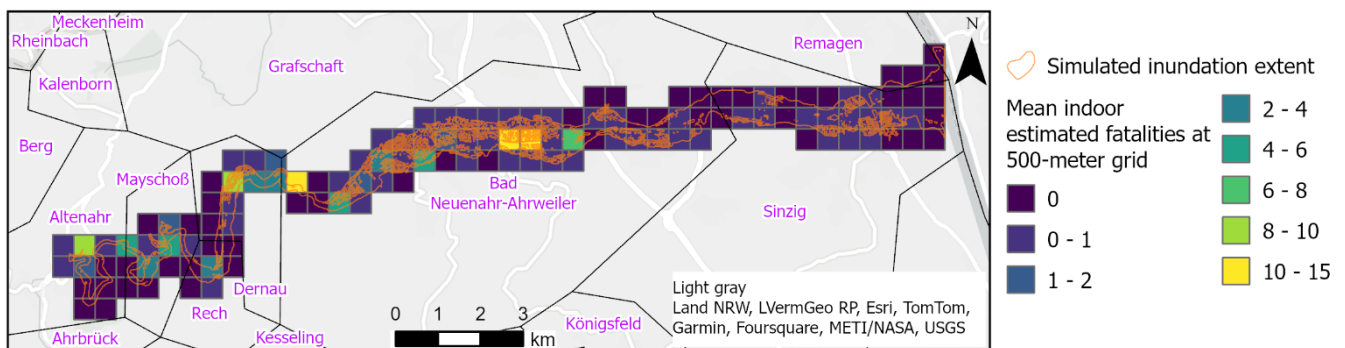 Meckenheim
Rheinbach
Kalenborn
Grafschaft
Remagen
N
Berg
Mayschoß
Altenahr
Bad
Neuenahr-Ahrweiler
Sinzig
Dernau
Rech
Ahrbrück
Kesseling
Königsfeld
0 1 2 3
km
Light gray
Land NRW, LVermGeo RP, Esri, TomTom,
Garmin, Foursquare, METI/NASA, USGS
Simulated inundation extent
Mean indoor
estimated fatalities at
500-meter grid
0
0 - 1
1 - 2
2 - 4
4 - 6
6 - 8
8 - 10
10 - 15